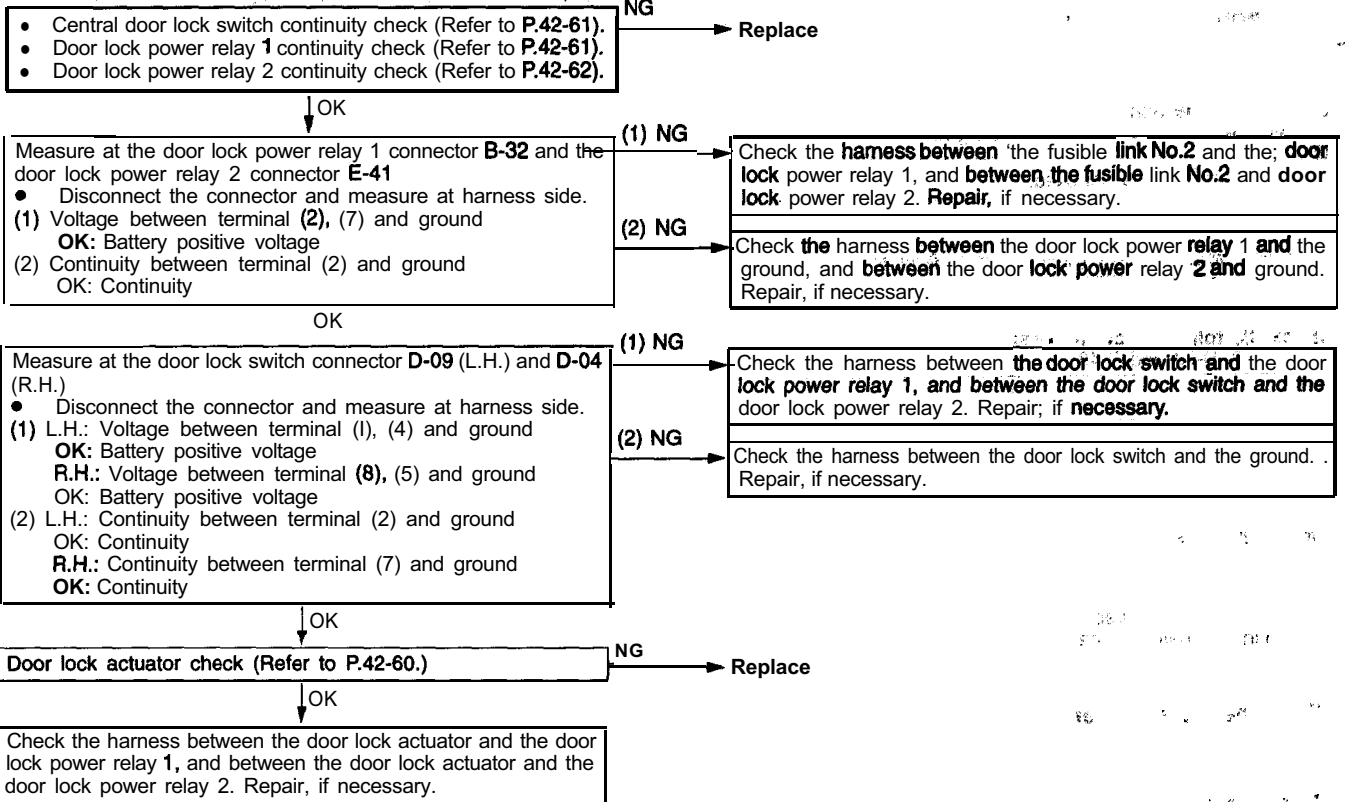 NG
• Central door lock switch continuity check (Refer to P.42-61).
• Door lock power relay 1 continuity check (Refer to P.42-61).
• Door lock power relay 2 continuity check (Refer to P.42-62).
Replace
OK
Measure at the door lock power relay 1 connector B-32 and the
door lock power relay 2 connector E-41
• Disconnect the connector and measure at harness side.
(1) Voltage between terminal (2), (7) and ground
OK: Battery positive voltage
(2) Continuity between terminal (2) and ground
OK: Continuity
(1) NG
Check the harness between 'the fusible link No.2 and the; door
lock power relay 1, and between the fusible link No.2 and door
lock power relay 2. Repair, if necessary.
(2) NG
Check the harness between the door lock power relay 1 and the
ground, and between the door lock power relay 2 and ground.
Repair, if necessary.
OK
Measure at the door lock switch connector D-09 (L.H.) and D-04
(R.H.)
• Disconnect the connector and measure at harness side.
(1) L.H.: Voltage between terminal (I), (4) and ground
OK: Battery positive voltage
R.H.: Voltage between terminal (8), (5) and ground
OK: Battery positive voltage
(2) L.H.: Continuity between terminal (2) and ground
OK: Continuity
R.H.: Continuity between terminal (7) and ground
OK: Continuity
(1) NG
Check the harness between the door lock switch and the door
lock power relay 1, and between the door lock switch and the
door lock power relay 2. Repair; if necessary.
(2) NG
Check the harness between the door lock switch and the ground. .
Repair, if necessary.
OK
Door lock actuator check (Refer to P.42-60.)
NG
Replace
OK
Check the harness between the door lock actuator and the door
lock power relay 1, and between the door lock actuator and the
door lock power relay 2. Repair, if necessary.